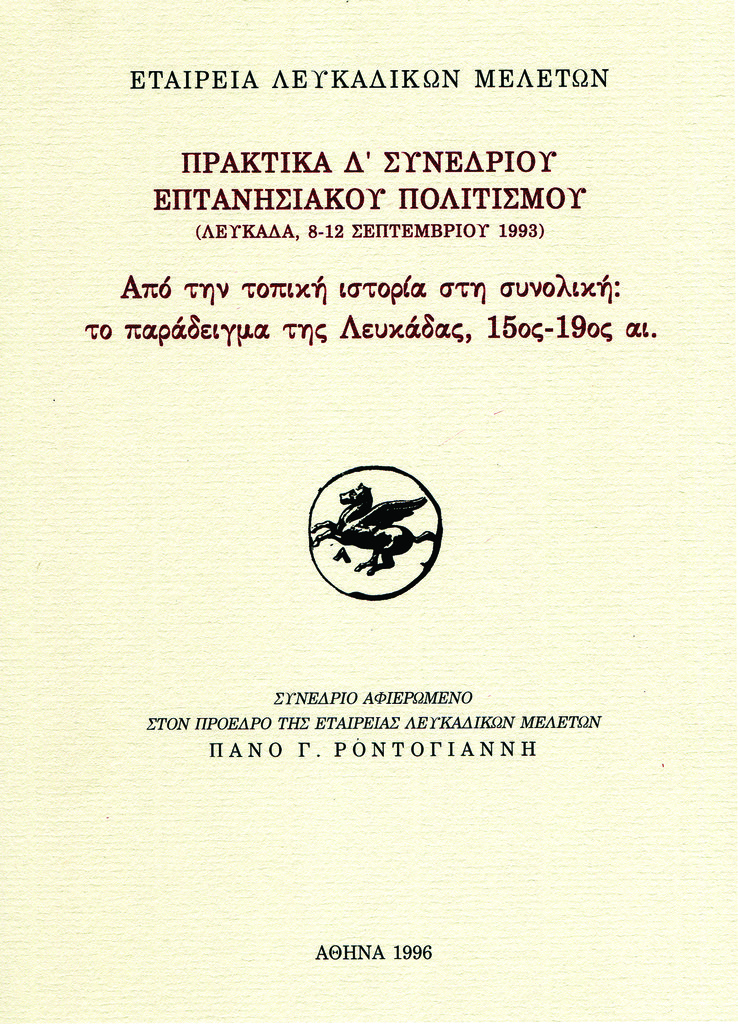 ΕΤΑΙΡΕΙΑ ΛΕΥΚΑΔΙΚΩΝ ΜΕΛΕΤΩΝ
ΠΡΑΚΤΙΚΑ Δ' ΣΥΝΕΔΡΙΟΥ
ΕΠΤΑΝΗΣΙΑΚΟΥ ΠΟΛΙΤΙΣΜΟΥ
(ΛΕΥΚΑΔΑ, 8-12 ΣΕΠΤΕΜΒΡΙΟΥ 1993)
Από την τοπική ιστορία στη συνολική:
το παράδειγμα της Λευκάδας, 15ος-19ος αι.
Λ
ΣΥΝΕΔΡΙΟ ΑΦΙΕΡΩΜΕΝΟ
ΣΤΟΝ ΠΡΟΕΔΡΟ ΤΗΣ ΕΤΑΙΡΕΙΑΣ ΛΕΥΚΑΔΙΚΩΝ ΜΕΛΕΤΩΝ
ΠΑΝΟ Γ. ΡΟΝΤΟΓΙΑΝΝΗ
ΑΘΗΝΑ 1996